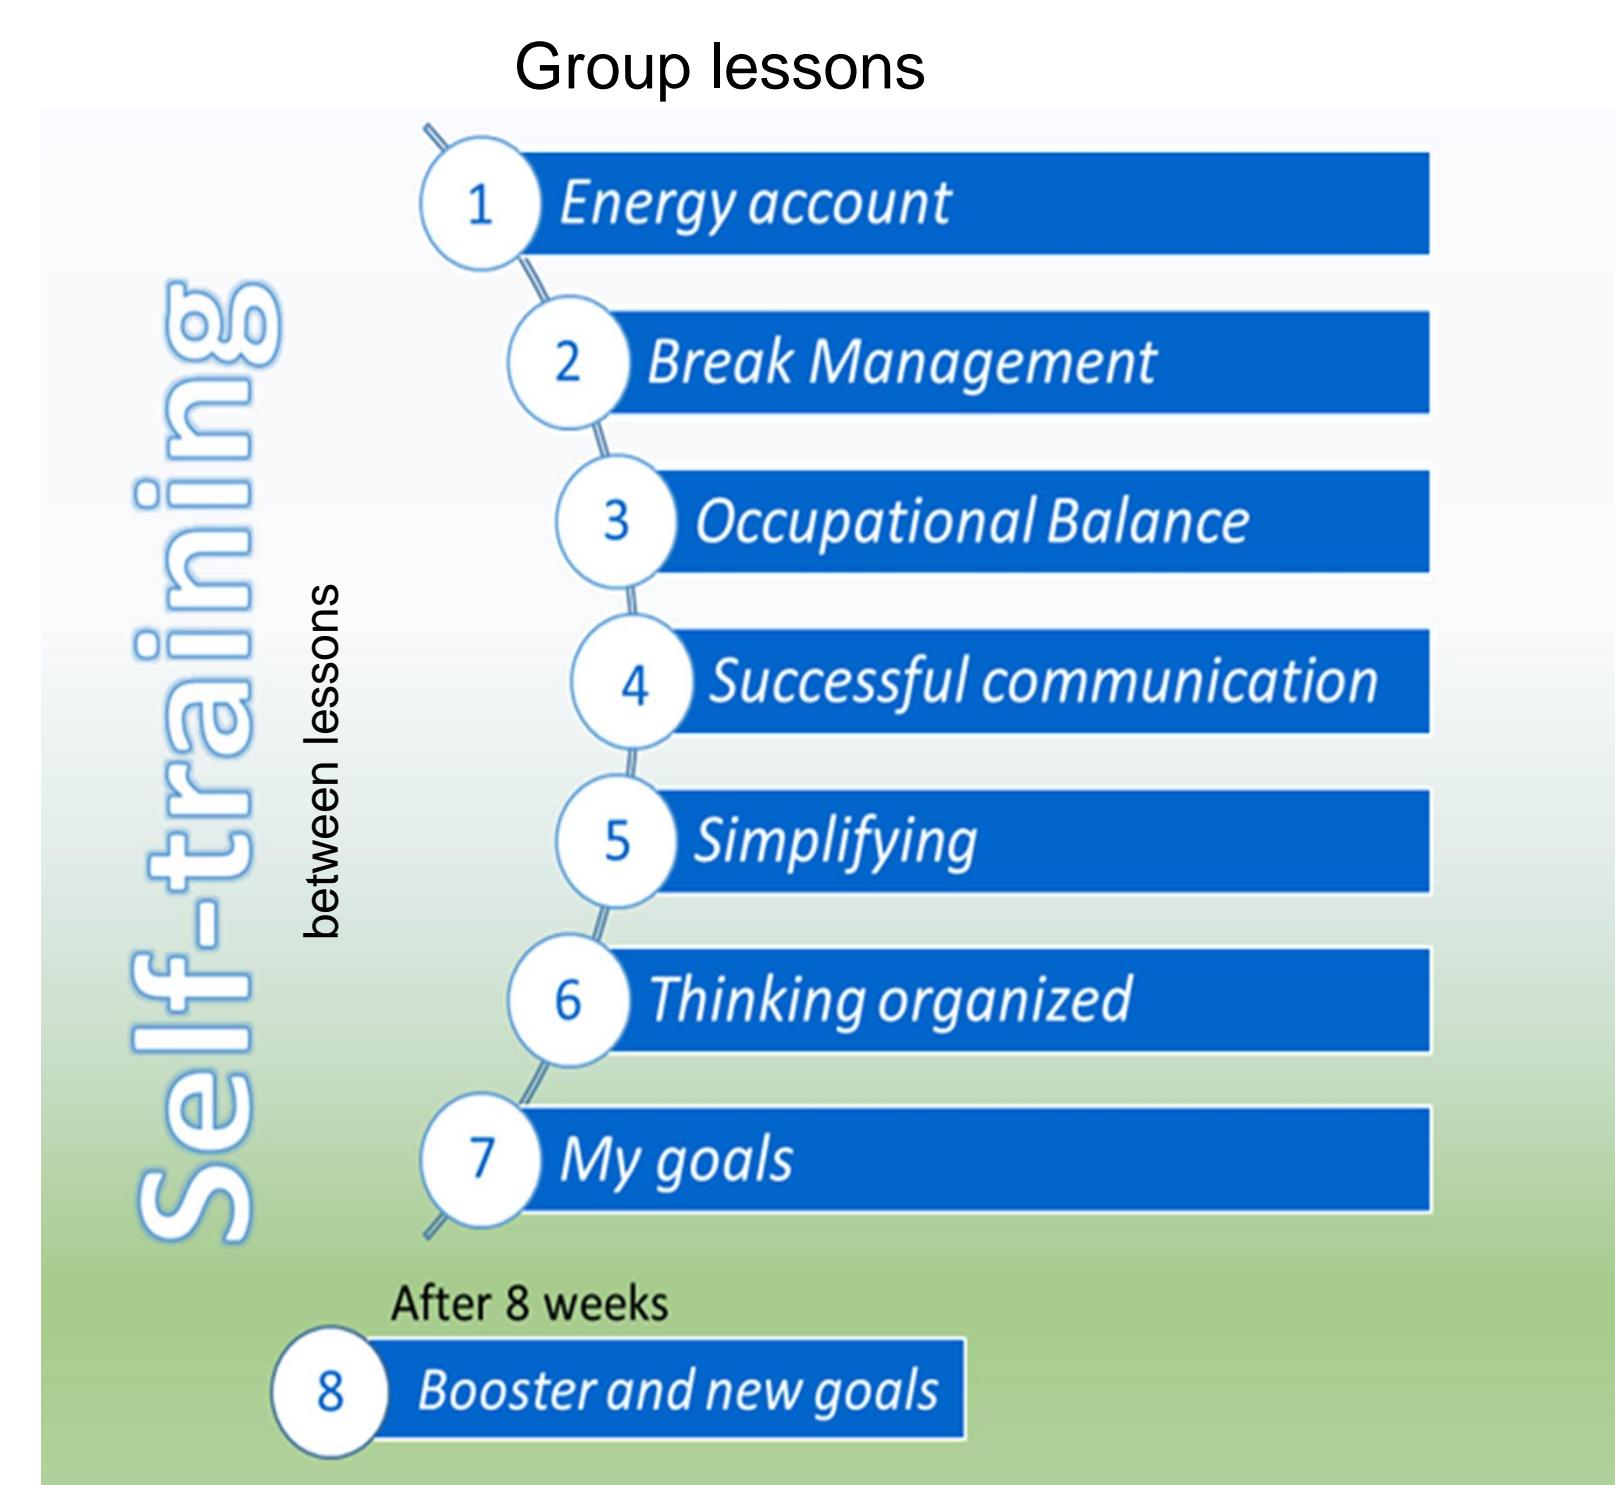 Group lessons
Self-training
between lessons
1 Energy account
2 Break Management
3 Occupational Balance
4 Successful communication
5 Simplifying
6 Thinking organized
7 My goals
After 8 weeks
8 Booster and new goals